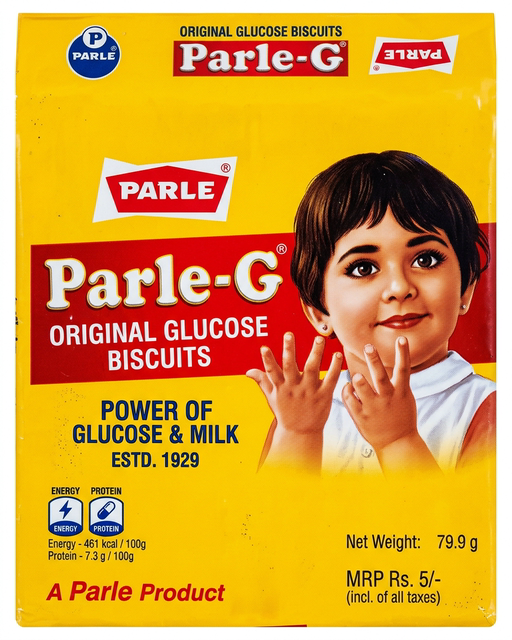 P
PARLE®
ORIGINAL GLUCOSE BISCUITS
Parle-G®
PARLE
®
PARLE®
Parle-G®
ORIGINAL GLUCOSE
BISCUITS
POWER OF
GLUCOSE & MILK
ESTD. 1929
ENERGY PROTEIN
ENERGY PROTEIN
Energy - 461 kcal / 100g
Protein - 7.3 g / 100g
Net Weight: 79.9 g
MRP Rs. 5/-
(incl. of all taxes)
A Parle Product